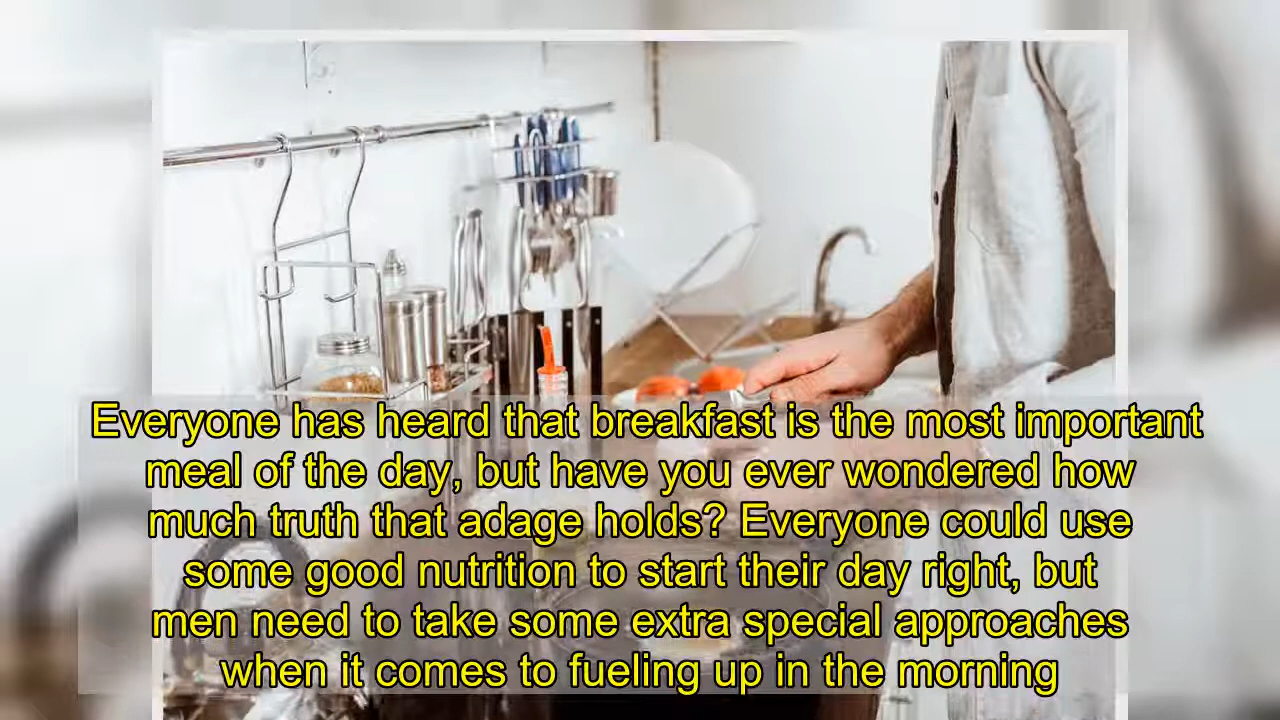 Everyone has heard that breakfast is the most important
meal of the day, but have you ever wondered how
much truth that adage holds? Everyone could use
some good nutrition to start their day right, but
men need to take some extra special approaches
when it comes to fueling up in the morning